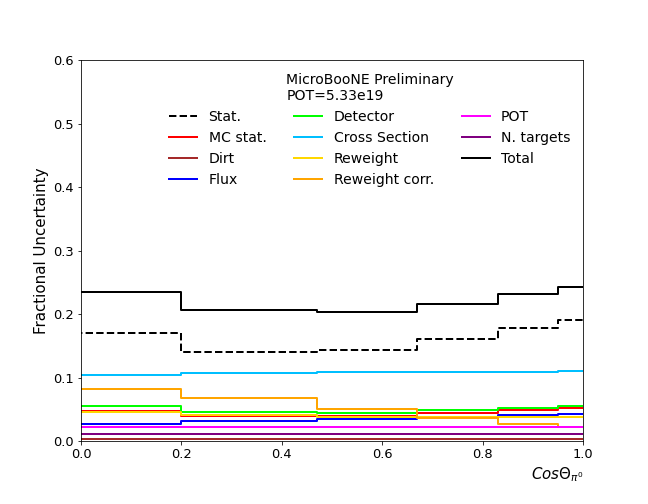 0.6
0.5
0.4
0.3
0.2
0.1
0.0
Fractional Uncertainty
MicroBooNE Preliminary
POT=5.33e19
Stat.
MC stat.
Dirt
Flux
Detector
Cross Section
Reweight
Reweight corr.
POT
N. targets
Total
0.0 0.2 0.4 0.6 0.8 1.0
CosΘπ⁰